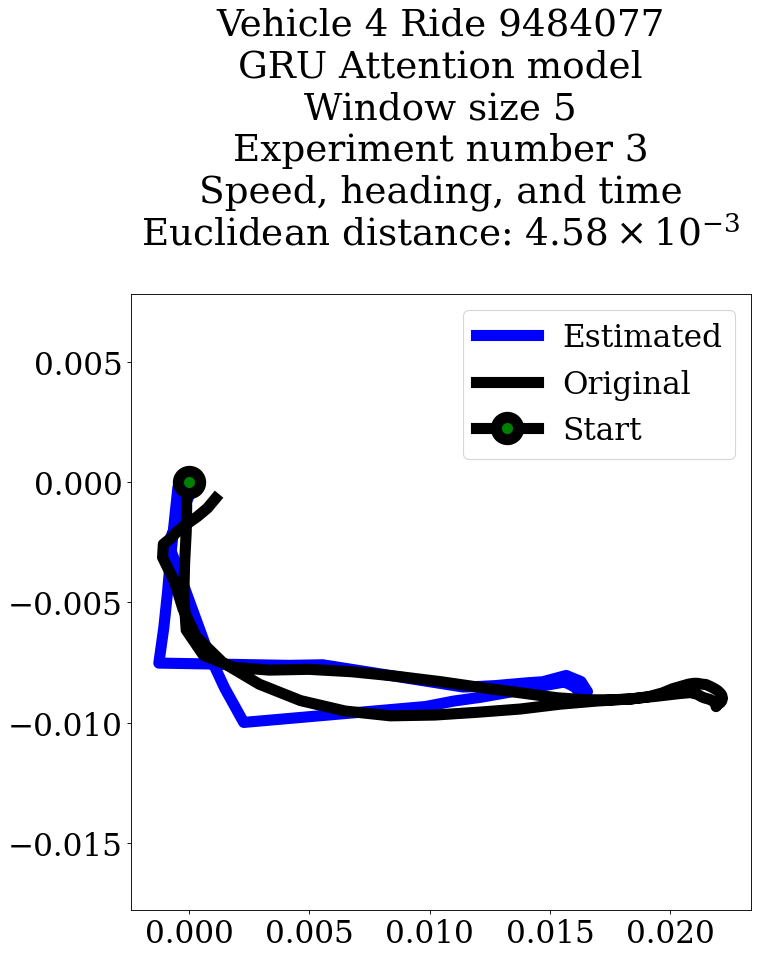 Vehicle 4 Ride 9484077
GRU Attention model
Window size 5
Experiment number 3
Speed, heading, and time
Euclidean distance: 4.58 × 10⁻³
Estimated
Original
Start
0.005
0.000
−0.005
−0.010
−0.015
0.000 0.005 0.010 0.015 0.020